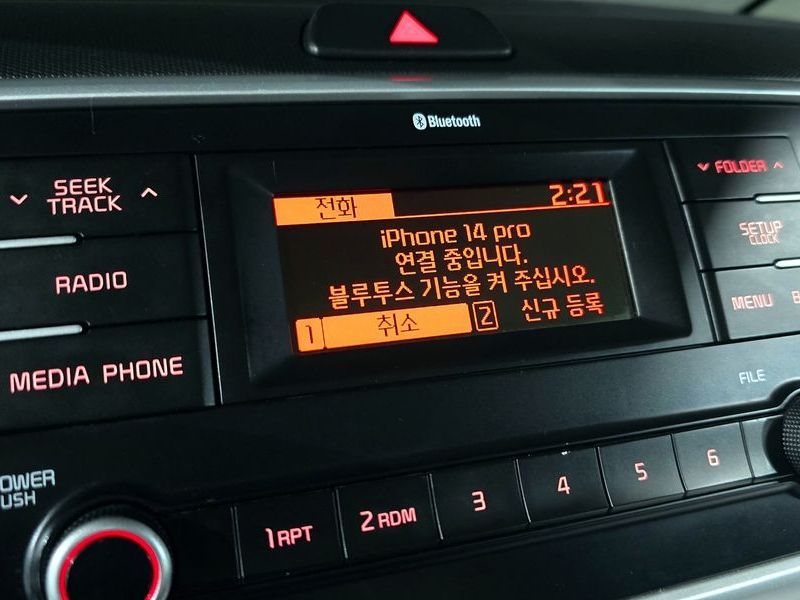 Bluetooth
SEEK
TRACK
FOLDER
전화 2:21
SETUP
CLOCK
iPhone 14 pro
연결 중입니다.
블루투스 기능을 켜 주십시오.
1 취소 2 신규 등록
RADIO
MENU
MEDIA PHONE
FILE
OWER
USH
1 RPT 2 RDM 3 4 5 6